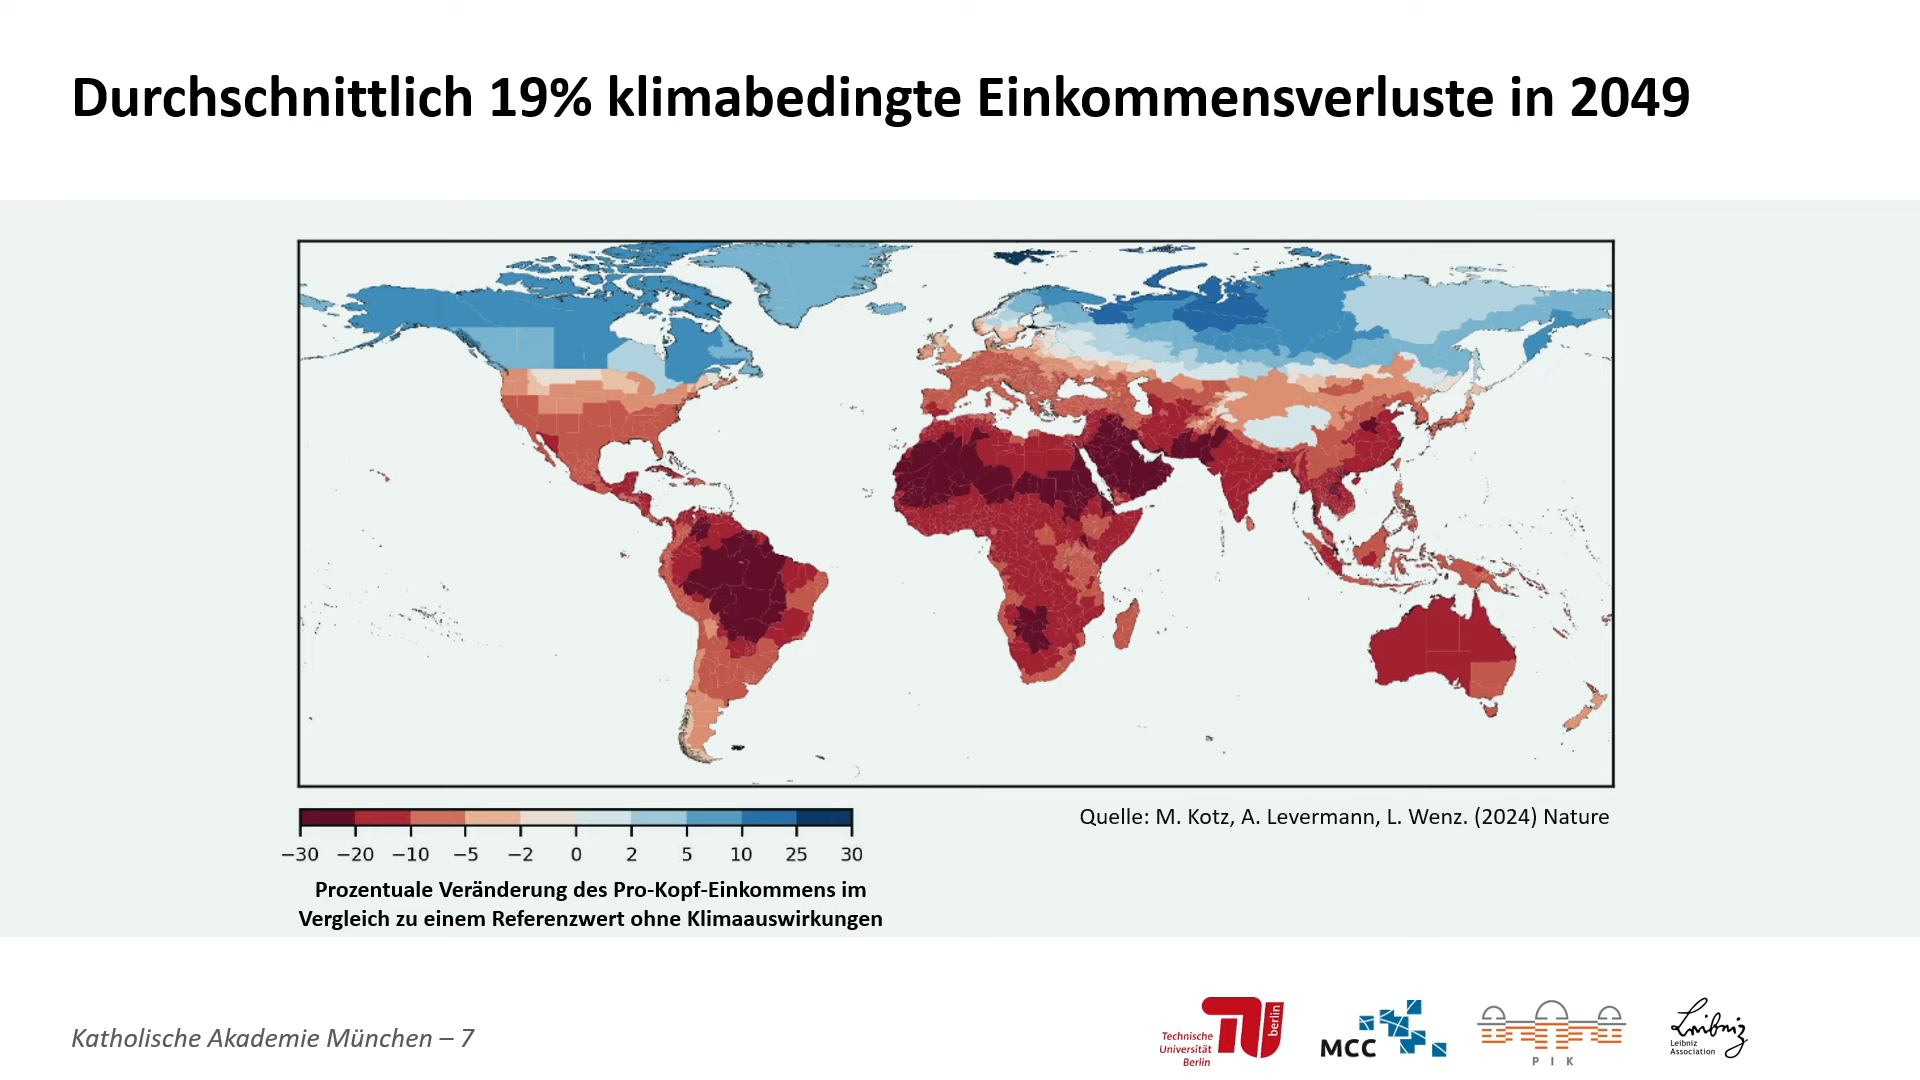 Durchschnittlich 19% klimabedingte Einkommensverluste in 2049
−30 −20 −10 −5 −2 0 2 5 10 25 30
Quelle: M. Kotz, A. Levermann, L. Wenz. (2024) Nature
Prozentuale Veränderung des Pro-Kopf-Einkommens im
Vergleich zu einem Referenzwert ohne Klimaauswirkungen
Katholische Akademie München – 7
Technische
Universität
Berlin
berlin
MCC
PIK
Leibniz
Leibniz
Association